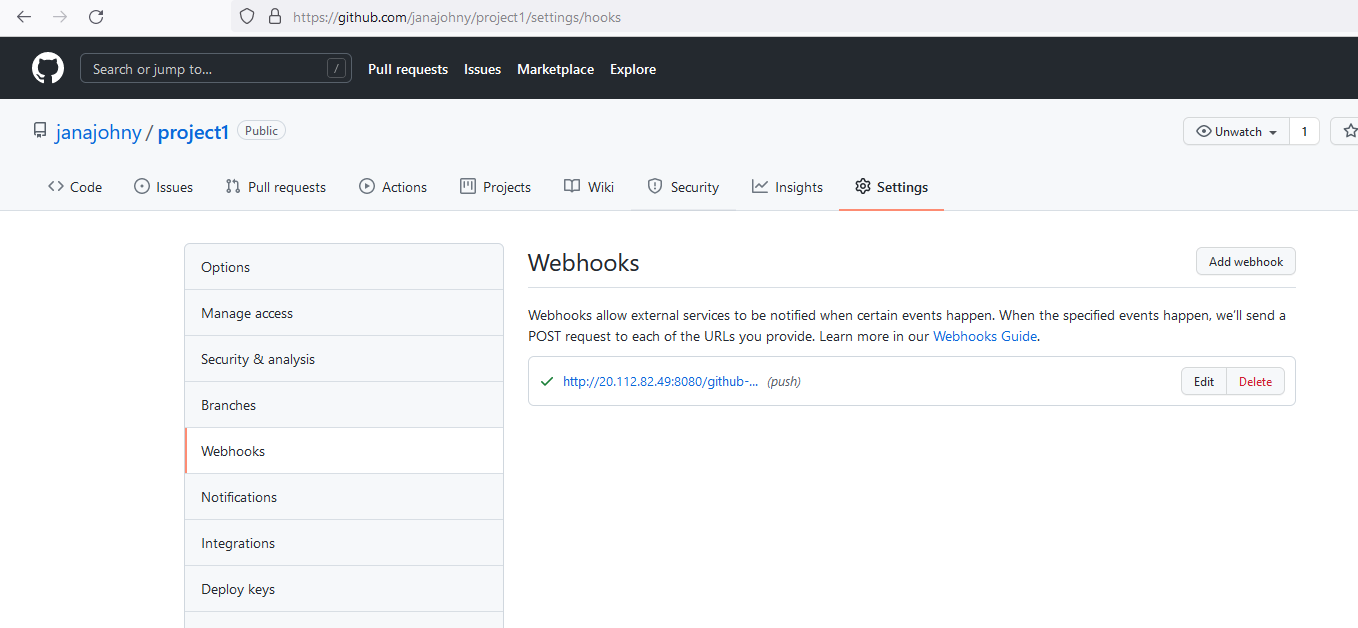 https://github.com/janajohny/project1/settings/hooks
Search or jump to... / Pull requests Issues Marketplace Explore
janajohny / project1 Public Unwatch 1
Code Issues Pull requests Actions Projects Wiki Security Insights Settings
Options
Manage access
Security & analysis
Branches
Webhooks
Notifications
Integrations
Deploy keys
Webhooks Add webhook
Webhooks allow external services to be notified when certain events happen. When the specified events happen, we'll send a
POST request to each of the URLs you provide. Learn more in our Webhooks Guide.
http://20.112.82.49:8080/github-... (push) Edit Delete